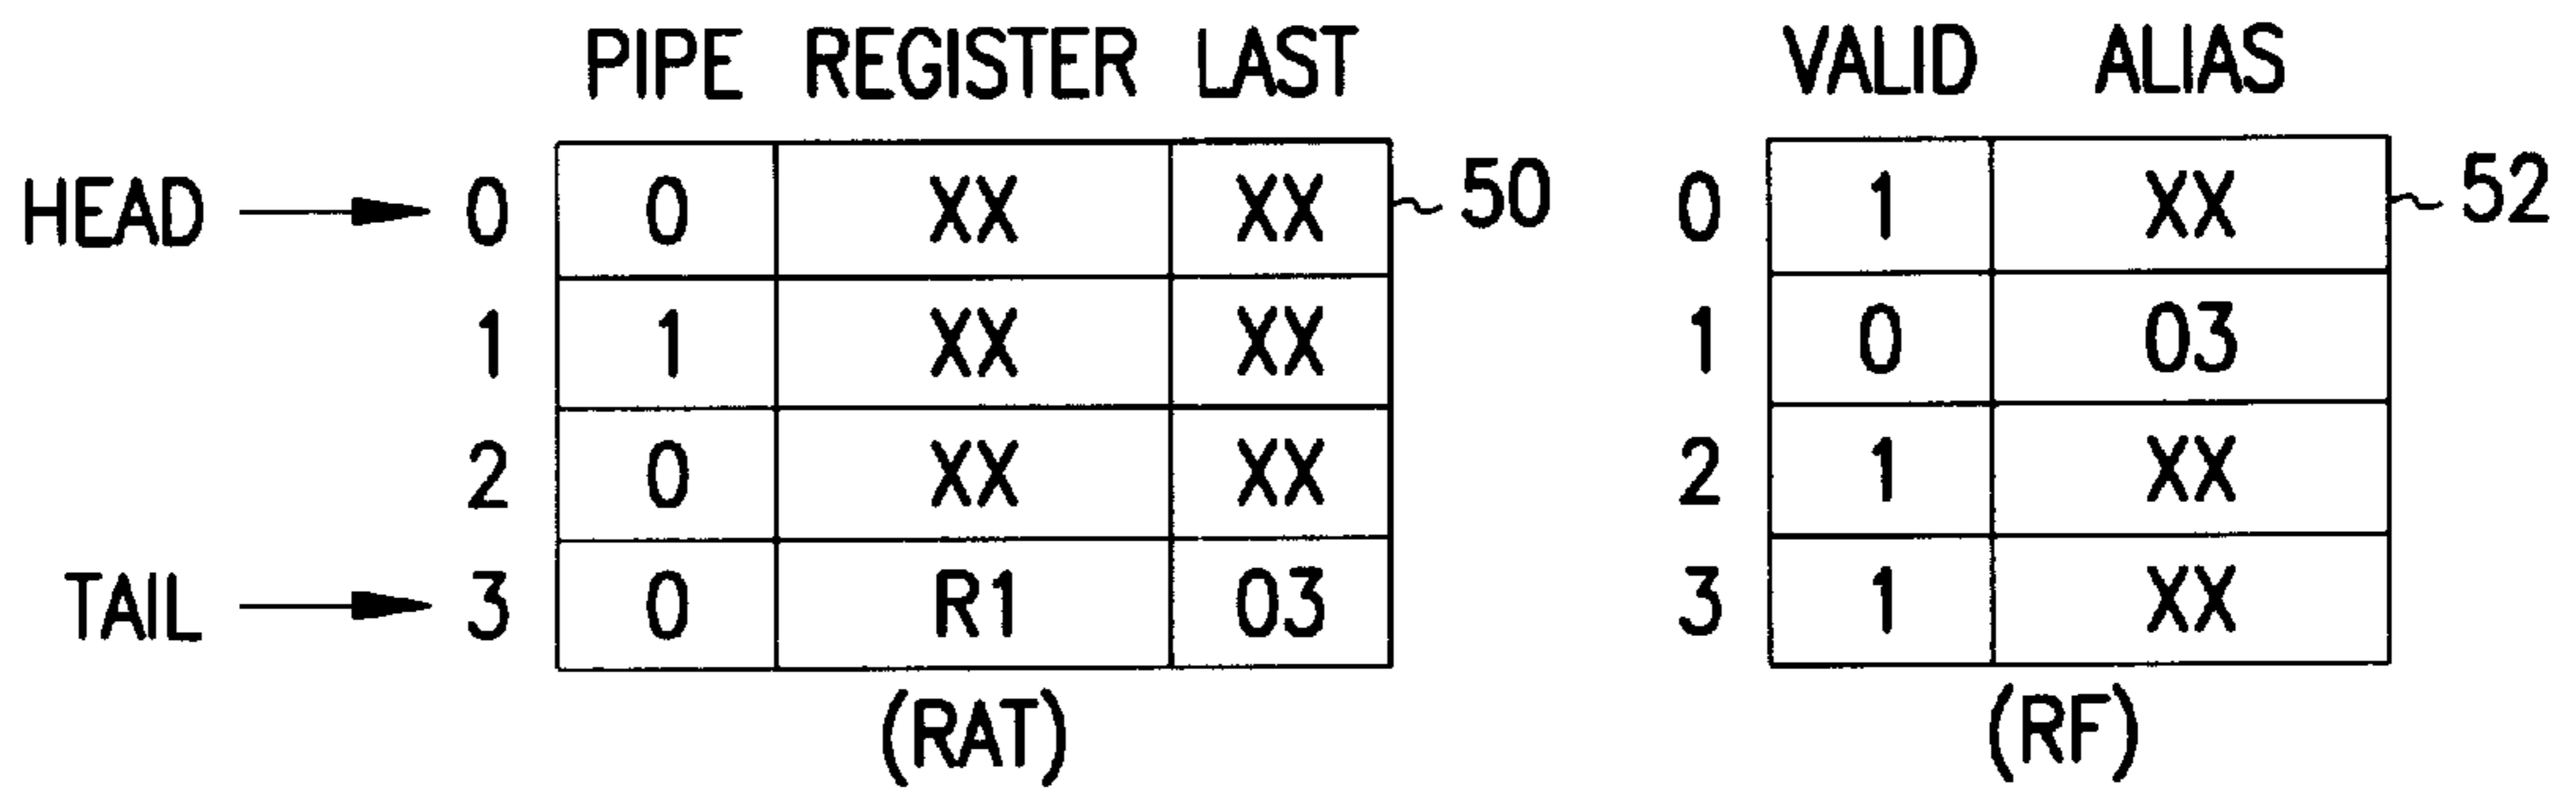 PIPE REGISTER LAST VALID ALIAS
HEAD 0 0 XX XX 50 0 1 XX 52
1 1 XX XX 1 0 03
2 0 XX XX 2 1 XX
TAIL 3 0 R1 03 3 1 XX
(RAT) (RF)